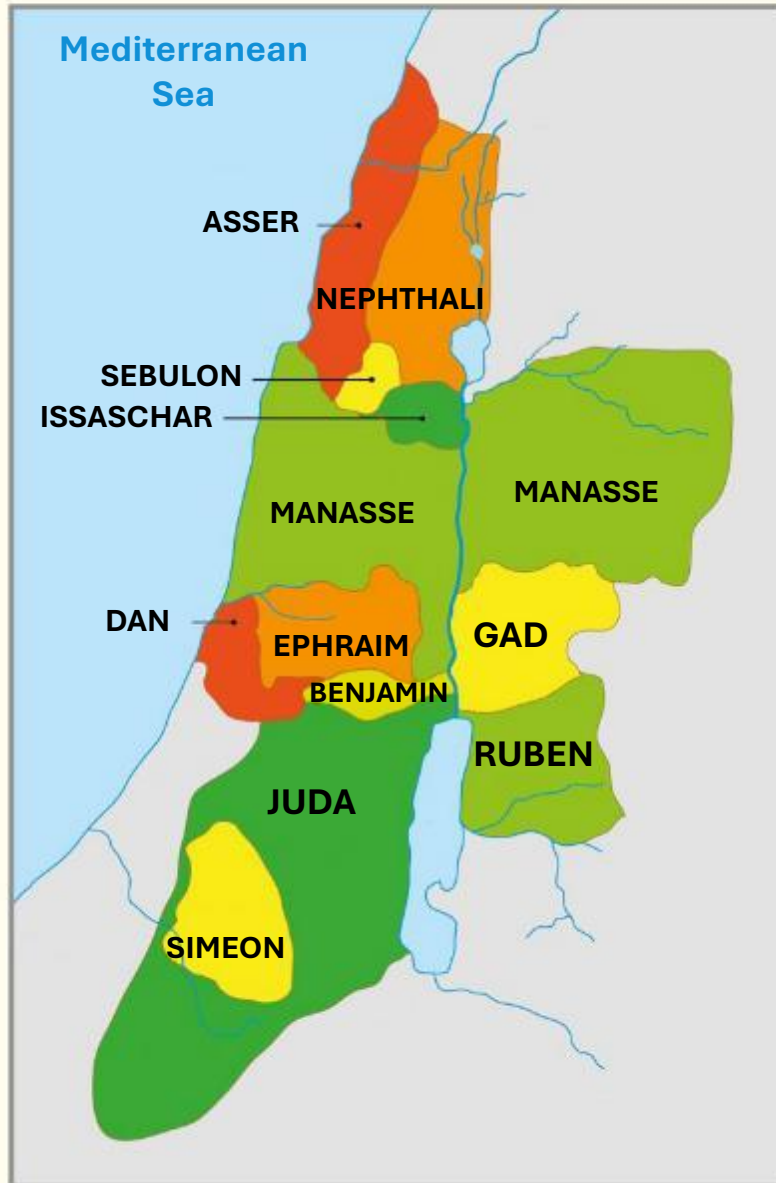 Mediterranean
Sea
ASSER
NEPHTHALI
SEBULON
ISSASCHAR
MANASSE
MANASSE
DAN
EPHRAIM
GAD
BENJAMIN
RUBEN
JUDA
SIMEON